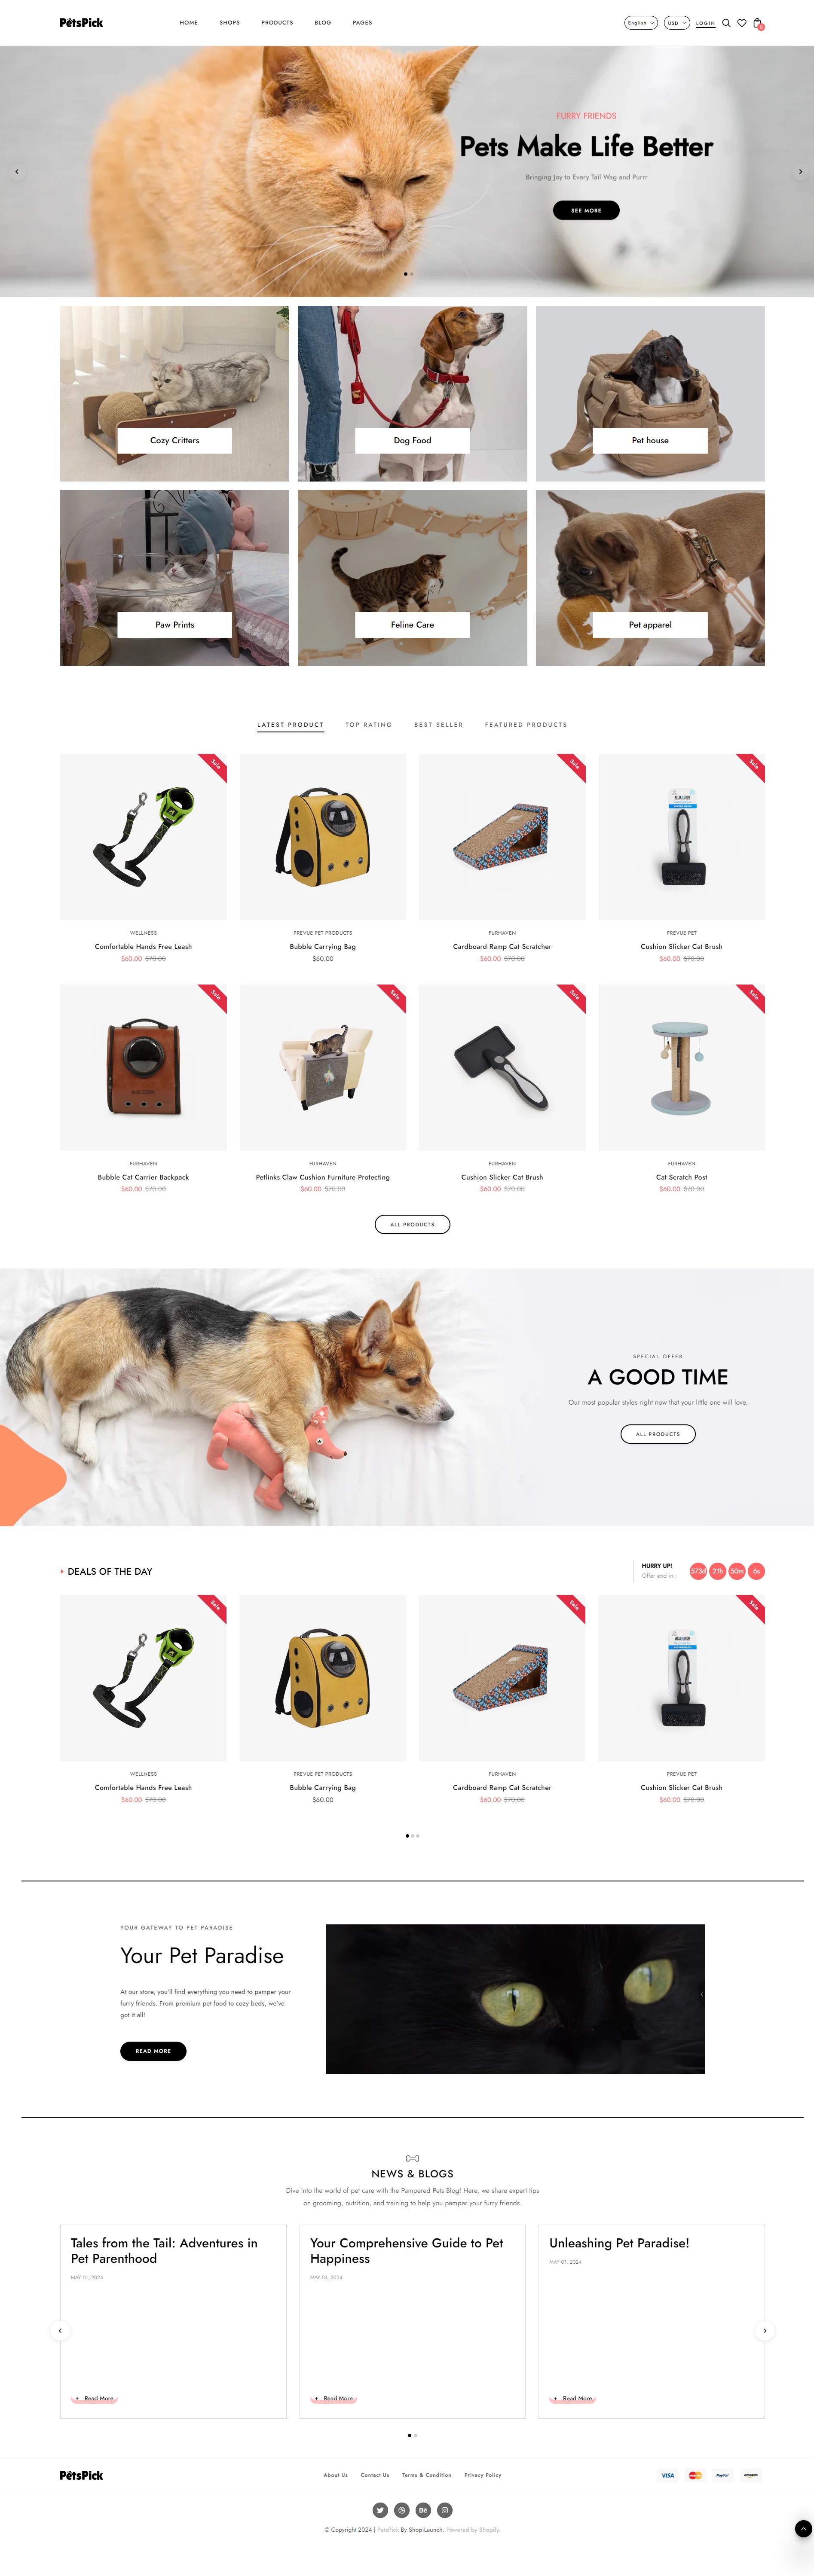 PetsPick
HOME SHOPS PRODUCTS BLOG PAGES
English USD LOGIN 0
FURRY FRIENDS
Pets Make Life Better
Bringing Joy to Every Tail Wag and Purrr
SEE MORE
Cozy Critters
Dog Food
Pet house
Paw Prints
Feline Care
Pet apparel
LATEST PRODUCT TOP RATING BEST SELLER FEATURED PRODUCTS
Sale
WELLNESS
Comfortable Hands Free Leash
$60.00 $70.00
PREVUE PET PRODUCTS
Bubble Carrying Bag
$60.00
Sale
FURHAVEN
Cardboard Ramp Cat Scratcher
$60.00 $70.00
Sale
PREVUE PET
Cushion Slicker Cat Brush
$60.00 $70.00
Sale
FURHAVEN
Bubble Cat Carrier Backpack
$60.00 $70.00
Sale
FURHAVEN
Petlinks Claw Cushion Furniture Protecting
$60.00 $70.00
Sale
FURHAVEN
Cushion Slicker Cat Brush
$60.00 $70.00
Sale
FURHAVEN
Cat Scratch Post
$60.00 $70.00
ALL PRODUCTS
SPECIAL OFFER
A GOOD TIME
Our most popular styles right now that your little one will love.
ALL PRODUCTS
DEALS OF THE DAY
HURRY UP!
Offer end in :
573d 21h 50m 6s
Sale
WELLNESS
Comfortable Hands Free Leash
$60.00 $70.00
PREVUE PET PRODUCTS
Bubble Carrying Bag
$60.00
Sale
FURHAVEN
Cardboard Ramp Cat Scratcher
$60.00 $70.00
Sale
PREVUE PET
Cushion Slicker Cat Brush
$60.00 $70.00
YOUR GATEWAY TO PET PARADISE
Your Pet Paradise
At our store, you'll find everything you need to pamper your
furry friends. From premium pet food to cozy beds, we've
got it all!
READ MORE
NEWS & BLOGS
Dive into the world of pet care with the Pampered Pets Blog! Here, we share expert tips
on grooming, nutrition, and training to help you pamper your furry friends.
Tales from the Tail: Adventures in
Pet Parenthood
MAY 01, 2024
+ Read More
Your Comprehensive Guide to Pet
Happiness
MAY 01, 2024
+ Read More
Unleashing Pet Paradise!
MAY 01, 2024
+ Read More
PetsPick
About Us Contact Us Terms & Condition Privacy Policy
VISA MasterCard PayPal amazon
Bē
© Copyright 2024 | PetsPick By ShopiLaunch. Powered by Shopify.